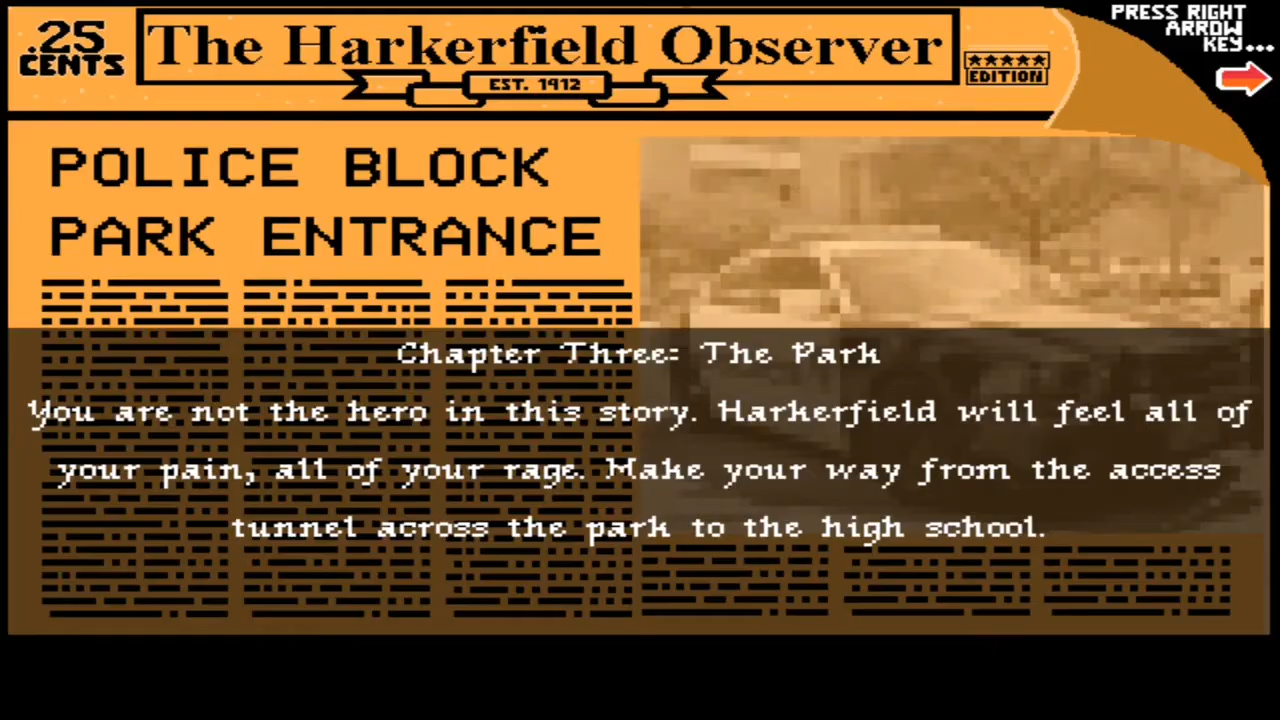 .25 CENTS
The Harkerfield Observer
EST. 1912
EDITION
PRESS RIGHT
ARROW
KEY...
POLICE BLOCK
PARK ENTRANCE
Chapter Three: The Park
You are not the hero in this story. Harkerfield will feel all of
your pain, all of your rage. Make your way from the access
tunnel across the park to the high school.